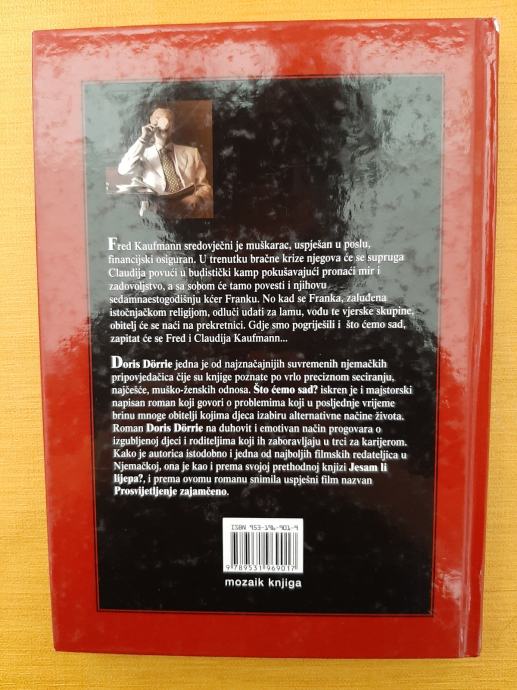 Fred Kaufmann sredovječni je muškarac, uspješan u poslu,
financijski osiguran. U trenutku bračne krize njegova će se supruga
Claudija povući u budistički kamp pokušavajući pronaći mir i
zadovoljstvo, a sa sobom će tamo povesti i njihovu
sedamnaestogodišnju kćer Franku. No kad se Franka, zaluđena
istočnjačkom religijom, odluči udati za lamu, vođu te vjerske skupine,
obitelj će se naći na prekretnici. Gdje smo pogriješili i što ćemo sad,
zapitat će se Fred i Claudija Kaufmann...
Doris Dörrie jedna je od najznačajnijih suvremenih njemačkih
pripovjedačica čije su knjige poznate po vrlo preciznom seciranju,
najčešće, muško-ženskih odnosa. Što ćemo sad? iskren je i majstorski
napisan roman koji govori o problemima koji u posljednje vrijeme
brinu mnoge obitelji kojima djeca izabiru alternativne načine života.
Roman Doris Dörrie na duhovit i emotivan način progovara o
izgubljenoj djeci i roditeljima koji ih zaboravljaju u trci za karijerom.
Kako je autorica istodobno i jedna od najboljih filmskih redateljica u
Njemačkoj, ona je kao i prema svojoj prethodnoj knjizi Jesam li
lijepa?, i prema ovomu romanu snimila uspješni film nazvan
Prosvijetljenje zajamčeno.
ISBN 953-196-901-9
9 789531 969017
mozaik knjiga